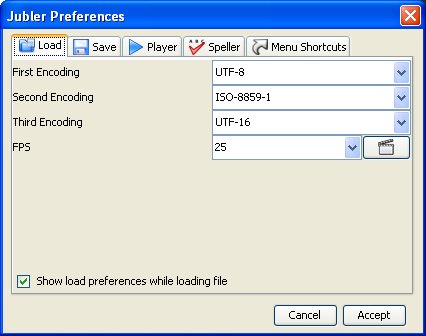 Jubler Preferences
Load Save Player Speller Menu Shortcuts
First Encoding UTF-8
Second Encoding ISO-8859-1
Third Encoding UTF-16
FPS 25
Show load preferences while loading file
Cancel Accept